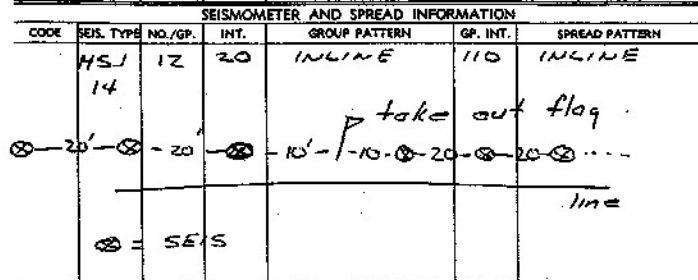 SEISMOMETER AND SPREAD INFORMATION
CODE SEIS. TYPE NO./GP. INT. GROUP PATTERN GP. INT. SPREAD PATTERN
HSJ 12 20 INLINE 110 INLINE
14
take out flag
20' - 20' - 10' - 10 - 20 - 20 ....
line
= SEIS